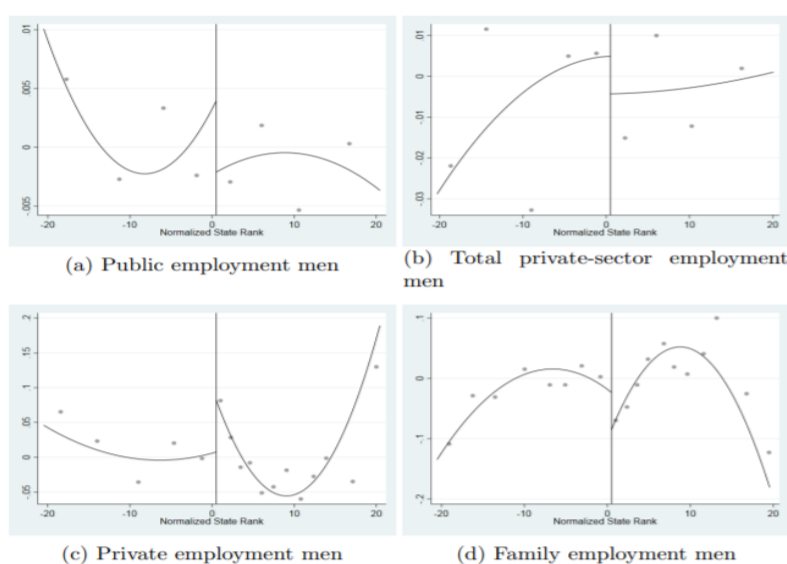 .01
.005
0
-.005
-20 -10 0 10 20
Normalized State Rank
(a) Public employment men
.01
0
-.01
-.02
-.03
-20 -10 0 10 20
Normalized State Rank
(b) Total private-sector employment
men
.2
.15
.1
.05
0
-.05
-20 -10 0 10 20
Normalized State Rank
(c) Private employment men
.1
0
-.1
-.2
-20 -10 0 10 20
Normalized State Rank
(d) Family employment men